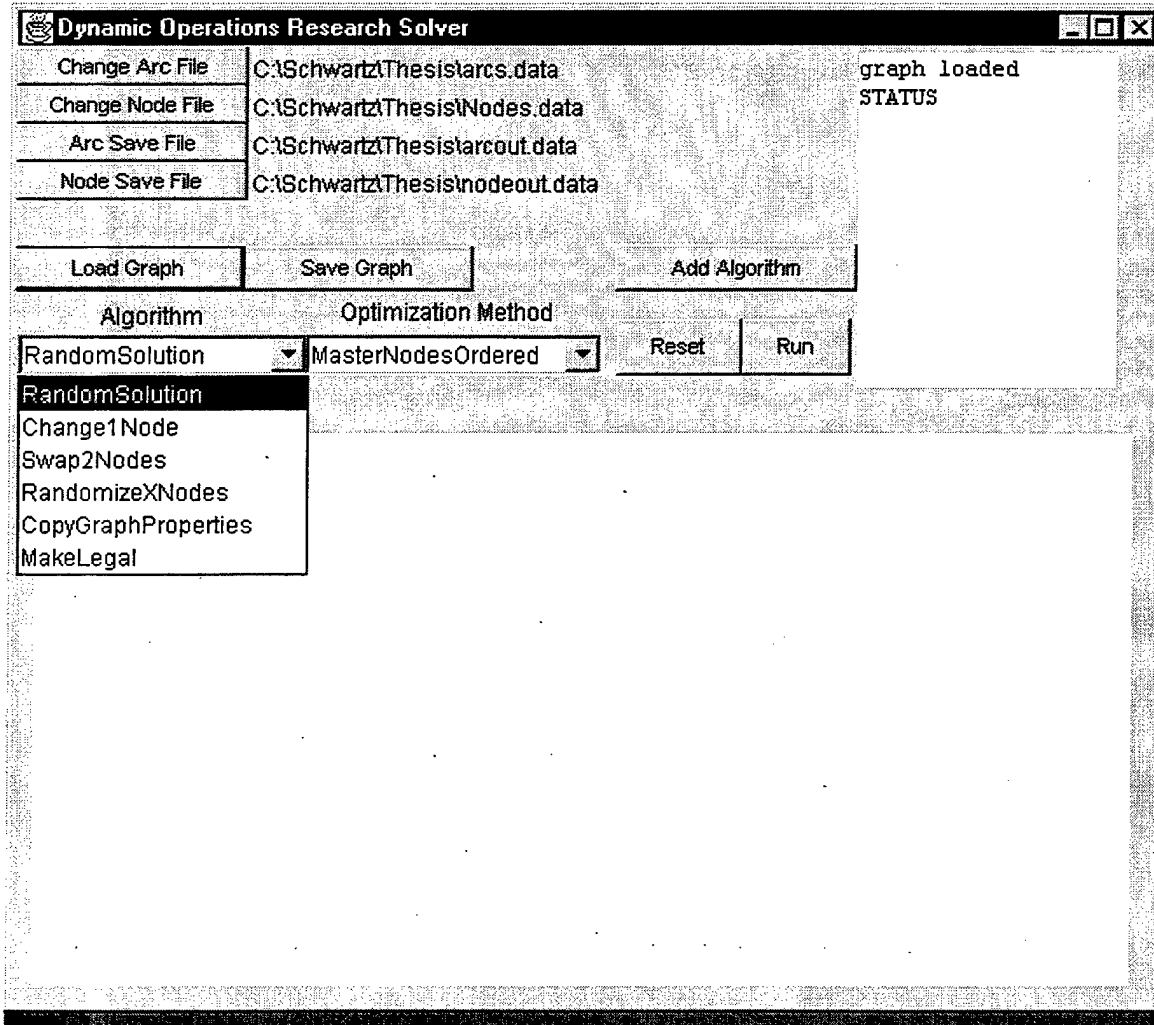 Dynamic Operations Research Solver
Change Arc File C:\Schwartz\Thesis\arcs.data
Change Node File C:\Schwartz\Thesis\Nodes.data
Arc Save File C:\Schwartz\Thesis\arcout.data
Node Save File C:\Schwartz\Thesis\nodeout.data
graph loaded
STATUS
Load Graph Save Graph Add Algorithm
Algorithm Optimization Method
RandomSolution MasterNodesOrdered Reset Run
RandomSolution
Change1Node
Swap2Nodes
RandomizeXNodes
CopyGraphProperties
MakeLegal